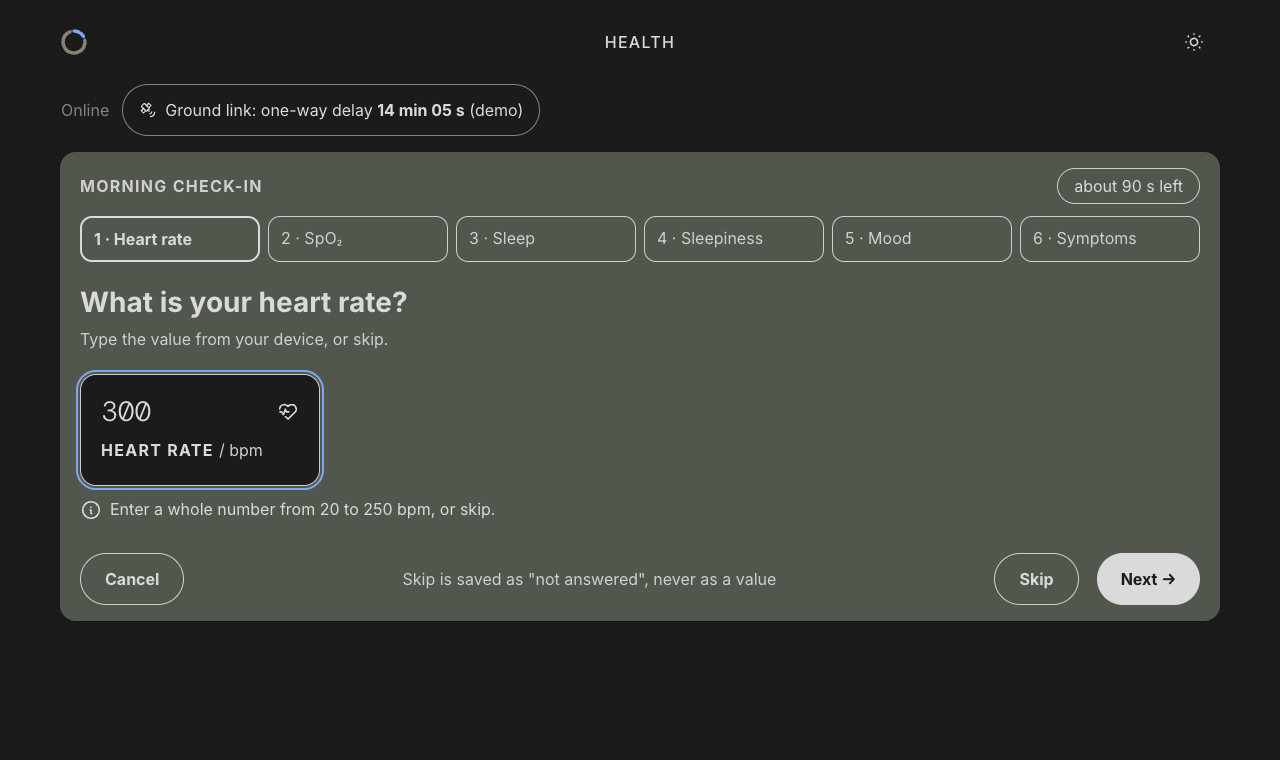 HEALTH
Online
Ground link: one-way delay 14 min 05 s (demo)
MORNING CHECK-IN
about 90 s left
1 · Heart rate
2 · SpO₂
3 · Sleep
4 · Sleepiness
5 · Mood
6 · Symptoms
What is your heart rate?
Type the value from your device, or skip.
300
HEART RATE / bpm
Enter a whole number from 20 to 250 bpm, or skip.
Cancel
Skip is saved as "not answered", never as a value
Skip
Next →